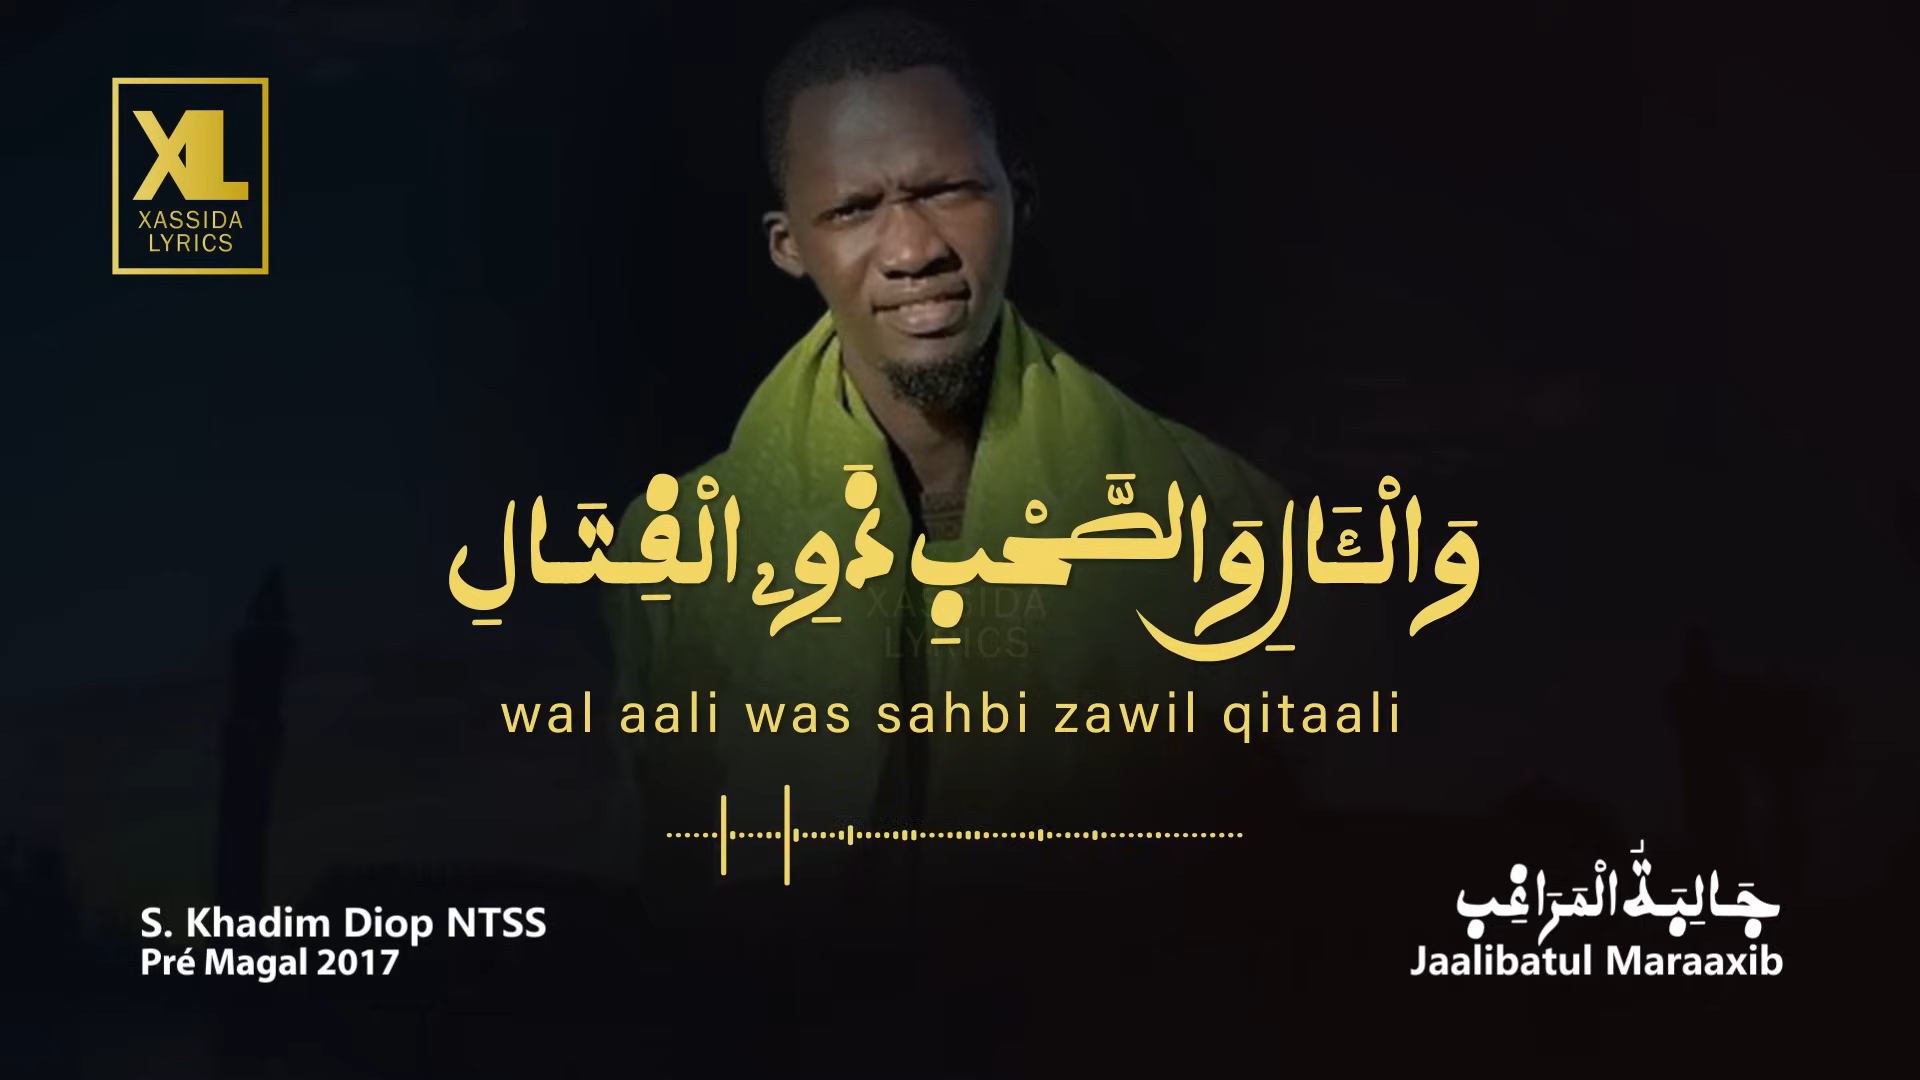 XL
XASSIDA
LYRICS
وَالْـَٔالِ وَالصَّحْبِ ذَوِے الْقِتَالِ
XASSIDA
LYRICS
wal aali was sahbi zawil qitaali
S. Khadim Diop NTSS
Pré Magal 2017
جَالِبَةُ الْمَرَاغِبِ
Jaalibatul Maraaxib